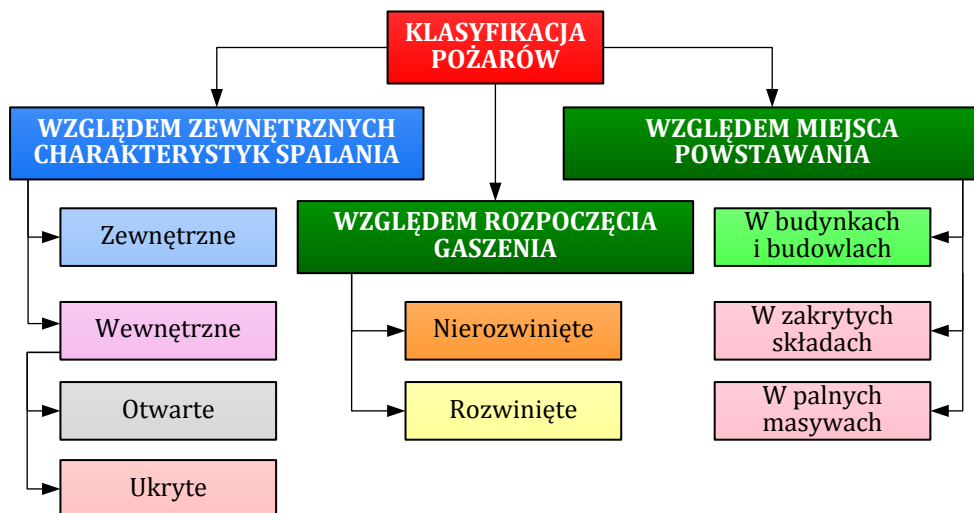 KLASYFIKACJA
POŻARÓW
WZGLĘDEM ZEWNĘTRZNYCH
CHARAKTERYSTYK SPALANIA
Zewnętrzne
Wewnętrzne
Otwarte
Ukryte
WZGLĘDEM ROZPOCZĘCIA
GASZENIA
Nierozwinięte
Rozwinięte
WZGLĘDEM MIEJSCA
POWSTAWANIA
W budynkach
i budowlach
W zakrytych
składach
W palnych
masywach